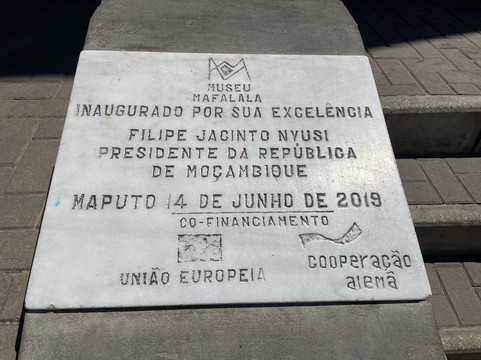 MUSEU
MAFALALA
INAUGURADO POR SUA EXCELÊNCIA
FILIPE JACINTO NYUSI
PRESIDENTE DA REPÚBLICA
DE MOÇAMBIQUE
MAPUTO 14 DE JUNHO DE 2019
CO-FINANCIAMENTO
UNIÃO EUROPEIA
cooperação
alemã